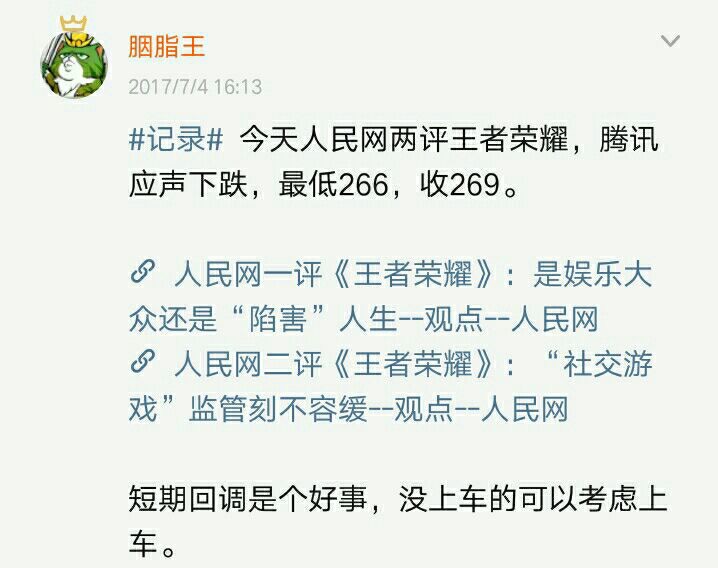 胭脂王
2017/7/4 16:13
#记录# 今天人民网两评王者荣耀，腾讯
应声下跌，最低266，收269。
人民网一评《王者荣耀》：是娱乐大
众还是“陷害”人生--观点--人民网
人民网二评《王者荣耀》：“社交游
戏”监管刻不容缓--观点--人民网
短期回调是个好事，没上车的可以考虑上
车。